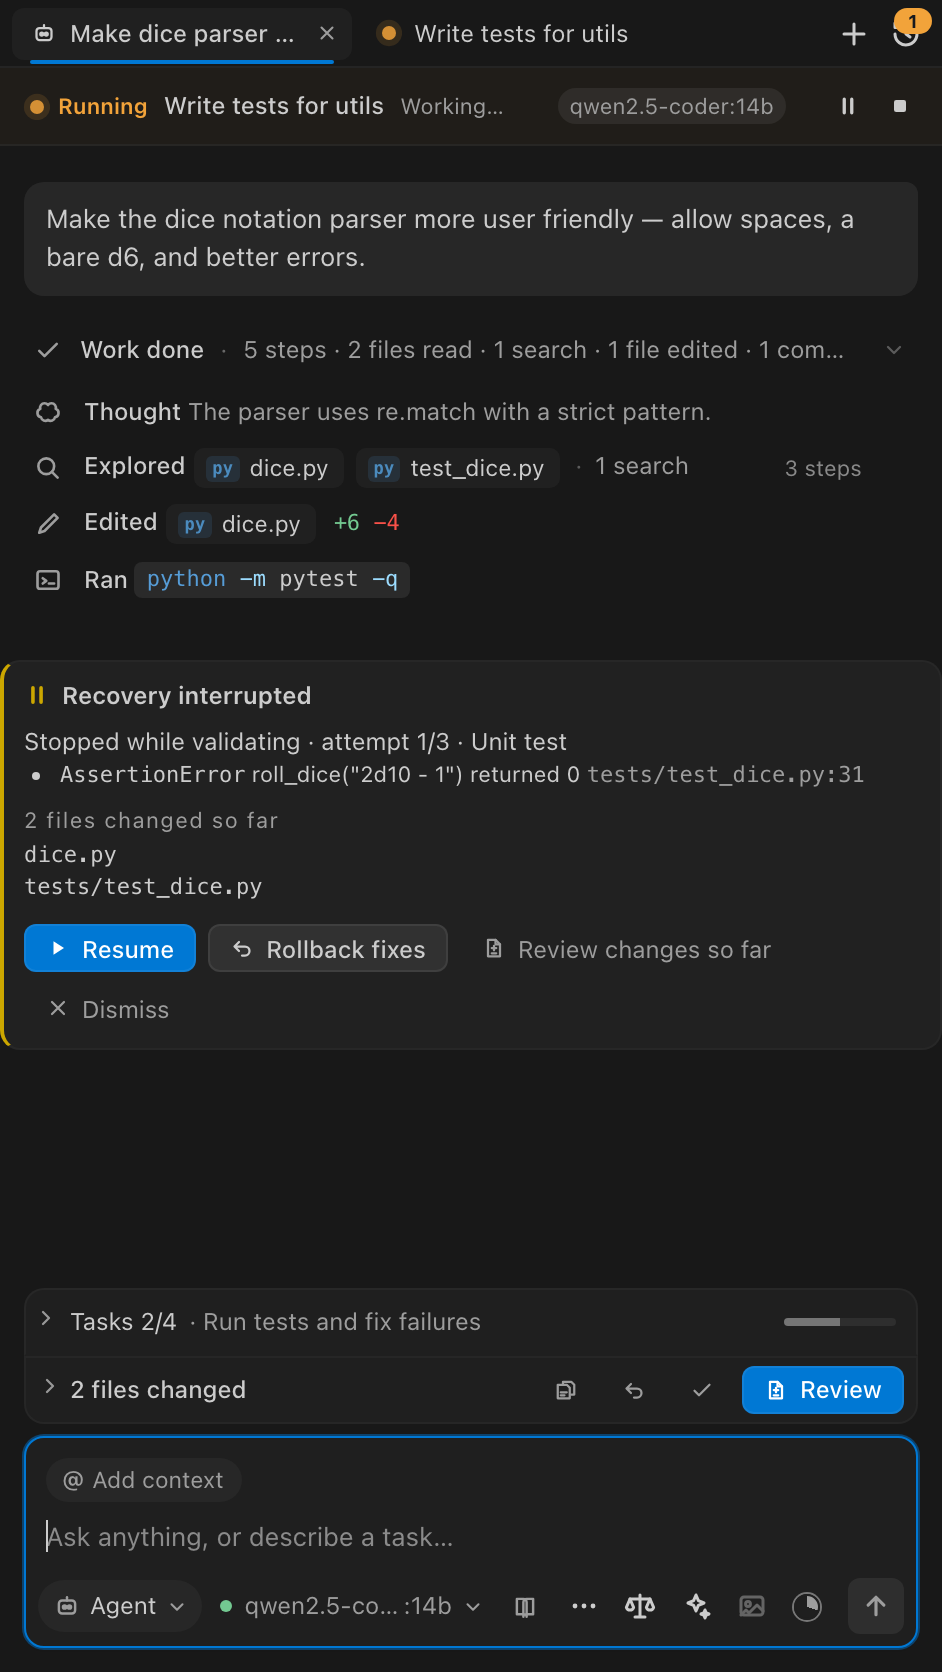 Make dice parser ...
Write tests for utils
1
Running Write tests for utils Working... qwen2.5-coder:14b
Make the dice notation parser more user friendly — allow spaces, a
bare d6, and better errors.
Work done · 5 steps · 2 files read · 1 search · 1 file edited · 1 com...
Thought The parser uses re.match with a strict pattern.
Explored py dice.py py test_dice.py · 1 search 3 steps
Edited py dice.py +6 −4
Ran python −m pytest −q
Recovery interrupted
Stopped while validating · attempt 1/3 · Unit test
• AssertionError roll_dice("2d10 - 1") returned 0 tests/test_dice.py:31
2 files changed so far
dice.py
tests/test_dice.py
Resume Rollback fixes Review changes so far
Dismiss
Tasks 2/4 · Run tests and fix failures
2 files changed Review
@ Add context
Ask anything, or describe a task...
Agent qwen2.5-co... :14b